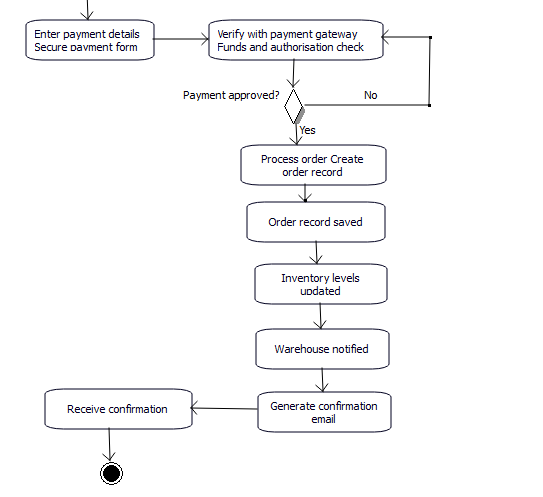 Enter payment details
Secure payment form
Verify with payment gateway
Funds and authorisation check
Payment approved?
No
Yes
Process order Create
order record
Order record saved
Inventory levels
updated
Warehouse notified
Generate confirmation
email
Receive confirmation